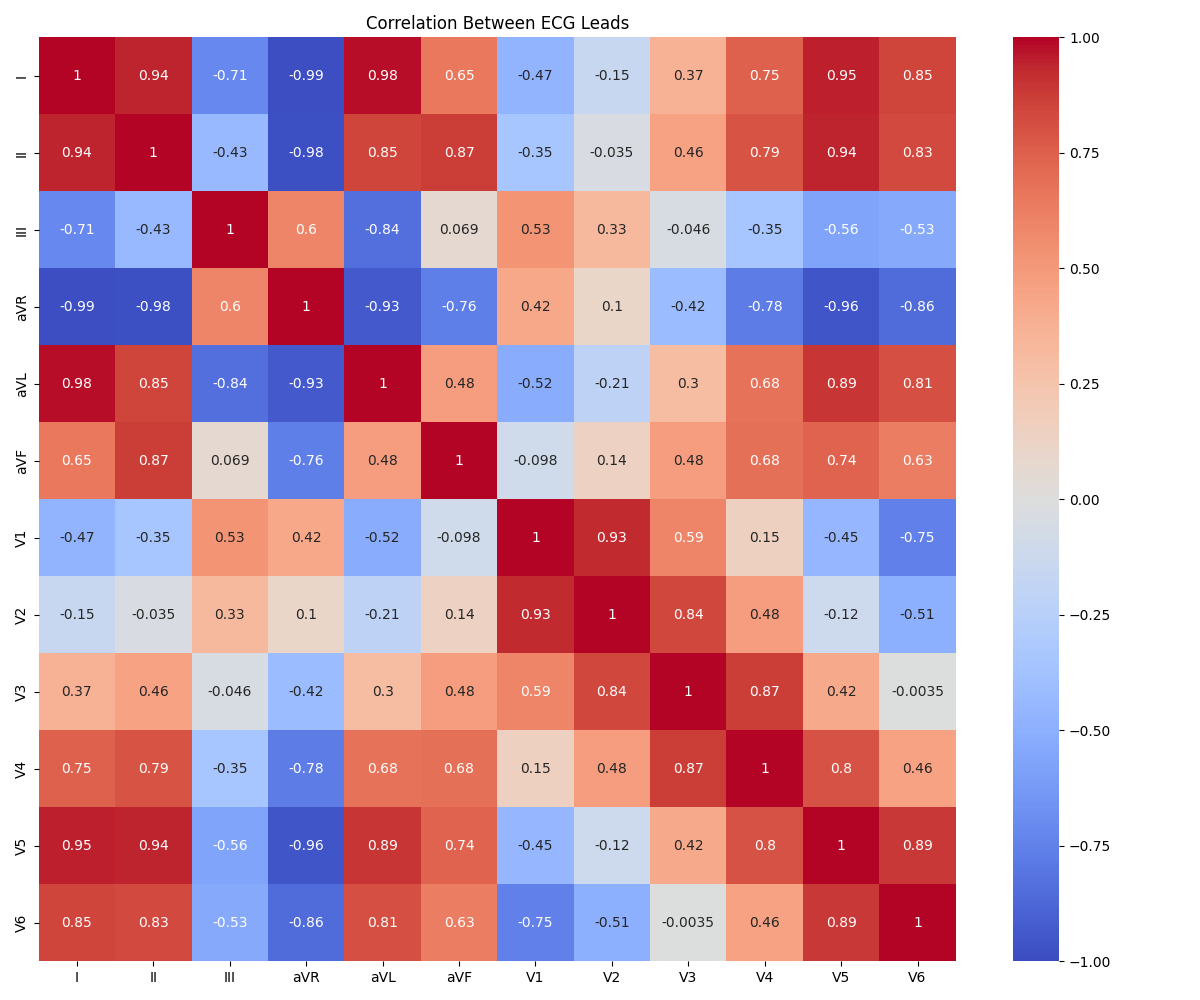 Correlation Between ECG Leads
I 1 0.94 -0.71 -0.99 0.98 0.65 -0.47 -0.15 0.37 0.75 0.95 0.85
II 0.94 1 -0.43 -0.98 0.85 0.87 -0.35 -0.035 0.46 0.79 0.94 0.83
III -0.71 -0.43 1 0.6 -0.84 0.069 0.53 0.33 -0.046 -0.35 -0.56 -0.53
aVR -0.99 -0.98 0.6 1 -0.93 -0.76 0.42 0.1 -0.42 -0.78 -0.96 -0.86
aVL 0.98 0.85 -0.84 -0.93 1 0.48 -0.52 -0.21 0.3 0.68 0.89 0.81
aVF 0.65 0.87 0.069 -0.76 0.48 1 -0.098 0.14 0.48 0.68 0.74 0.63
V1 -0.47 -0.35 0.53 0.42 -0.52 -0.098 1 0.93 0.59 0.15 -0.45 -0.75
V2 -0.15 -0.035 0.33 0.1 -0.21 0.14 0.93 1 0.84 0.48 -0.12 -0.51
V3 0.37 0.46 -0.046 -0.42 0.3 0.48 0.59 0.84 1 0.87 0.42 -0.0035
V4 0.75 0.79 -0.35 -0.78 0.68 0.68 0.15 0.48 0.87 1 0.8 0.46
V5 0.95 0.94 -0.56 -0.96 0.89 0.74 -0.45 -0.12 0.42 0.8 1 0.89
V6 0.85 0.83 -0.53 -0.86 0.81 0.63 -0.75 -0.51 -0.0035 0.46 0.89 1
I II III aVR aVL aVF V1 V2 V3 V4 V5 V6
1.00
0.75
0.50
0.25
0.00
−0.25
−0.50
−0.75
−1.00